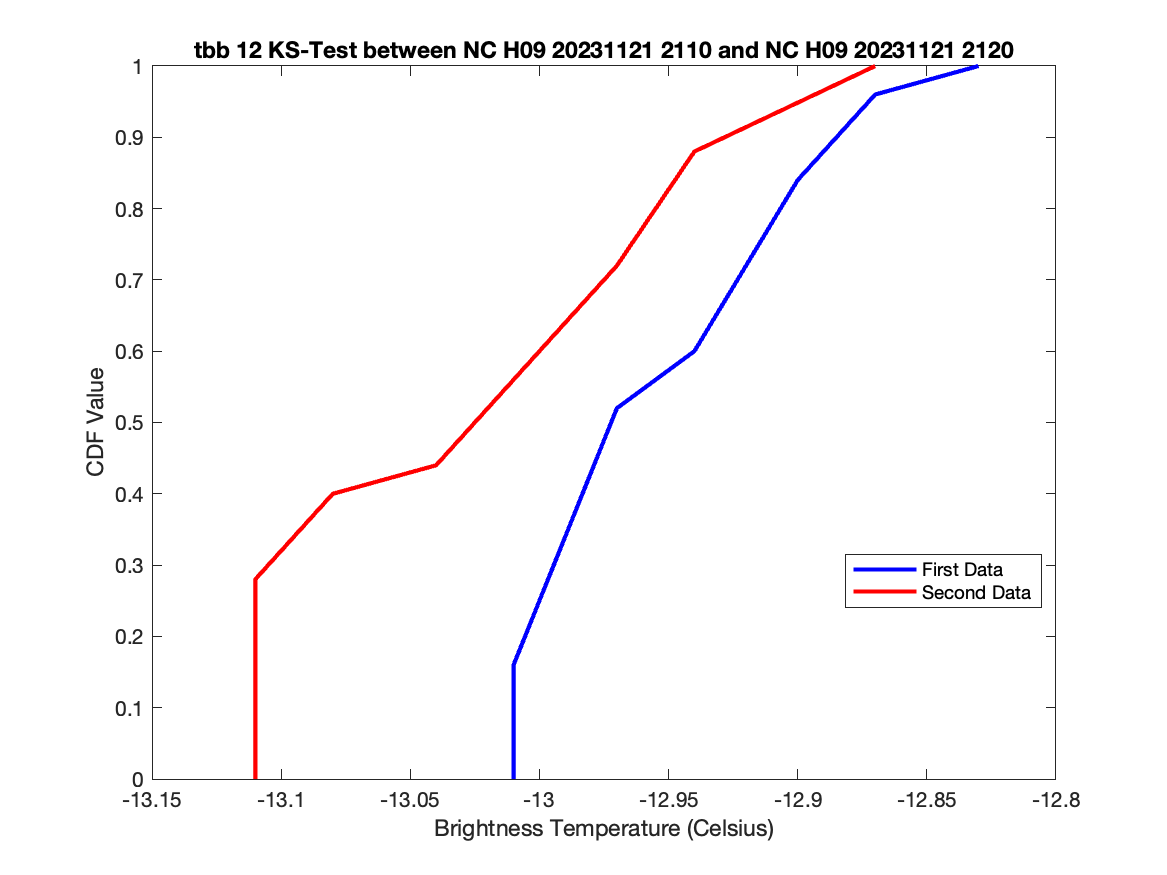 tbb 12 KS-Test between NC H09 20231121 2110 and NC H09 20231121 2120
1
0.9
0.8
0.7
0.6
0.5
0.4
0.3
0.2
0.1
0
CDF Value
First Data
Second Data
-13.15 -13.1 -13.05 -13 -12.95 -12.9 -12.85 -12.8
Brightness Temperature (Celsius)